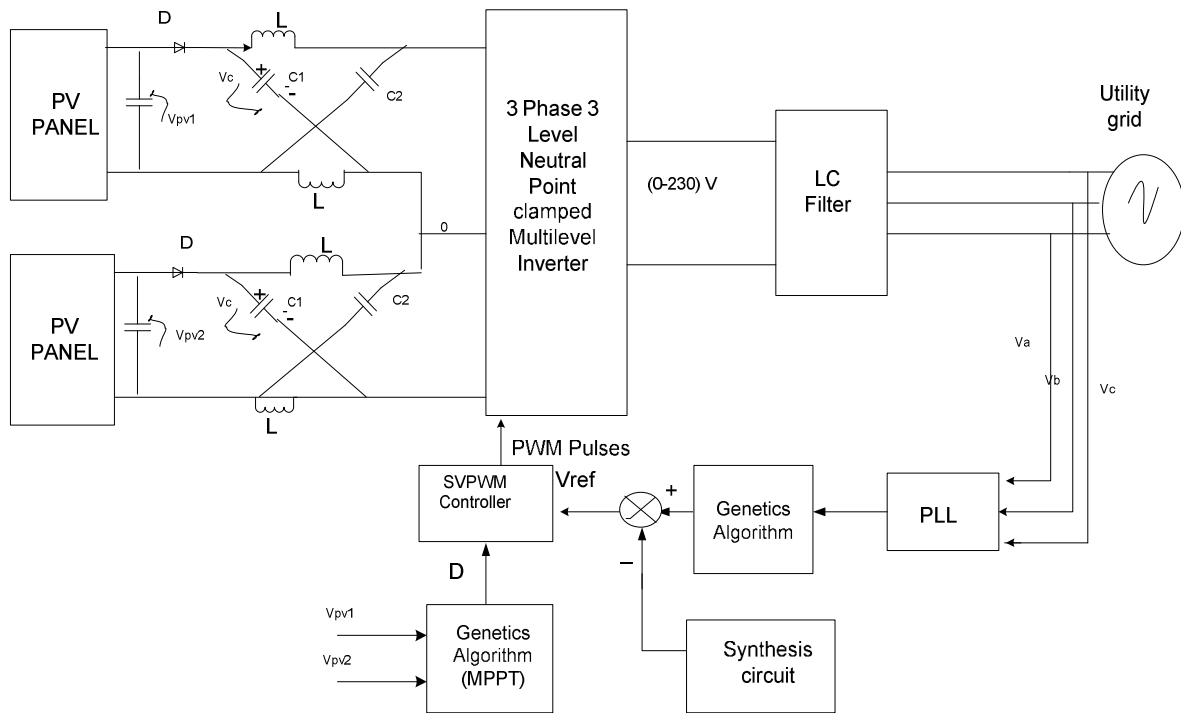 D
L
PV
PANEL
Vpv1
Vc
+
C1
-
C2
L
3 Phase 3
Level
Neutral
Point
clamped
Multilevel
Inverter
(0-230) V
LC
Filter
Utility
grid
0
D
L
PV
PANEL
Vpv2
Vc
+
C1
-
C2
L
Va
Vb
Vc
PWM Pulses
SVPWM
Controller
Vref
+
−
Genetics
Algorithm
PLL
D
Vpv1
Vpv2
Genetics
Algorithm
(MPPT)
Synthesis
circuit